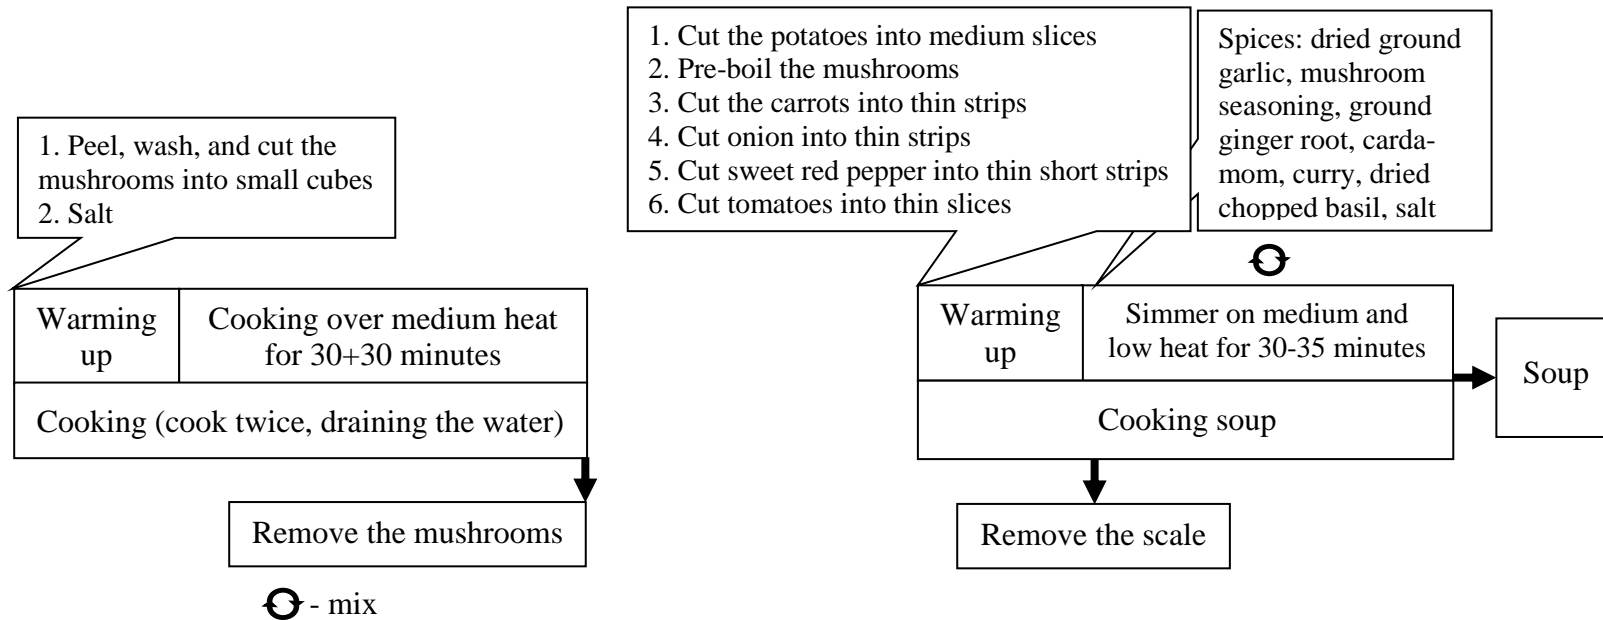 1. Peel, wash, and cut the
mushrooms into small cubes
2. Salt
Warming
up
Cooking over medium heat
for 30+30 minutes
Cooking (cook twice, draining the water)
Remove the mushrooms
- mix
1. Cut the potatoes into medium slices
2. Pre-boil the mushrooms
3. Cut the carrots into thin strips
4. Cut onion into thin strips
5. Cut sweet red pepper into thin short strips
6. Cut tomatoes into thin slices
Spices: dried ground
garlic, mushroom
seasoning, ground
ginger root, carda-
mom, curry, dried
chopped basil, salt
Warming
up
Simmer on medium and
low heat for 30-35 minutes
Cooking soup
Remove the scale
Soup